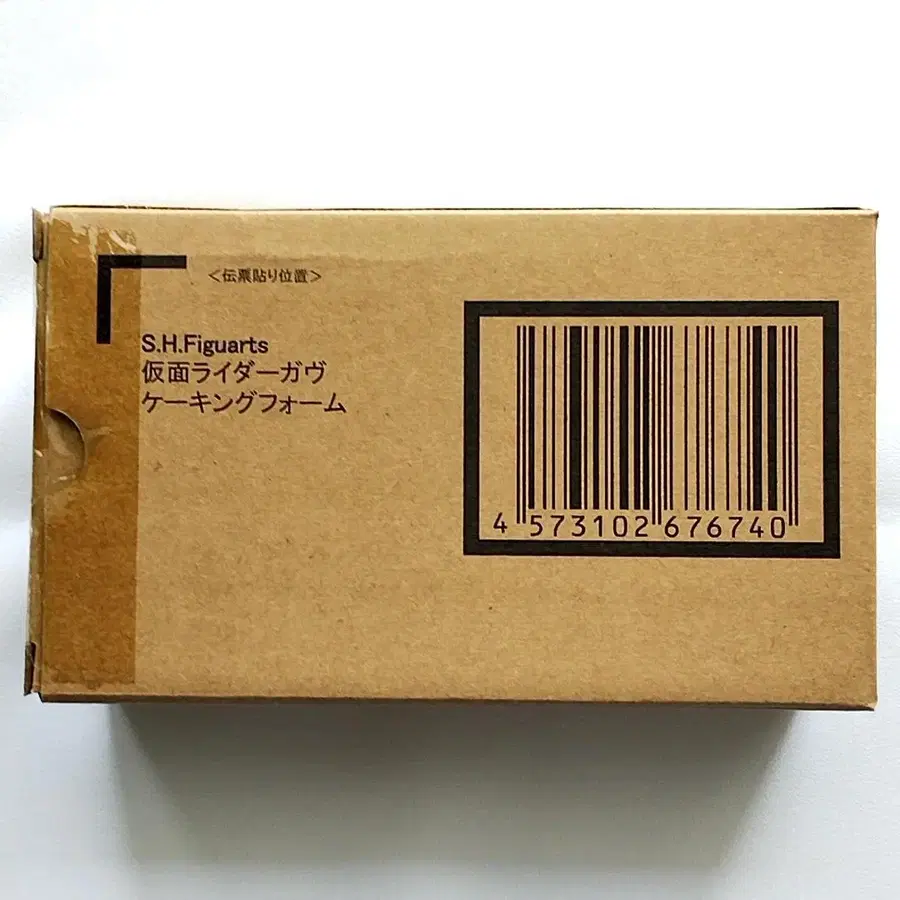 <伝票貼り位置>
S.H.Figuarts
仮面ライダーガヴ
ケーキングフォーム
4 573102 676740